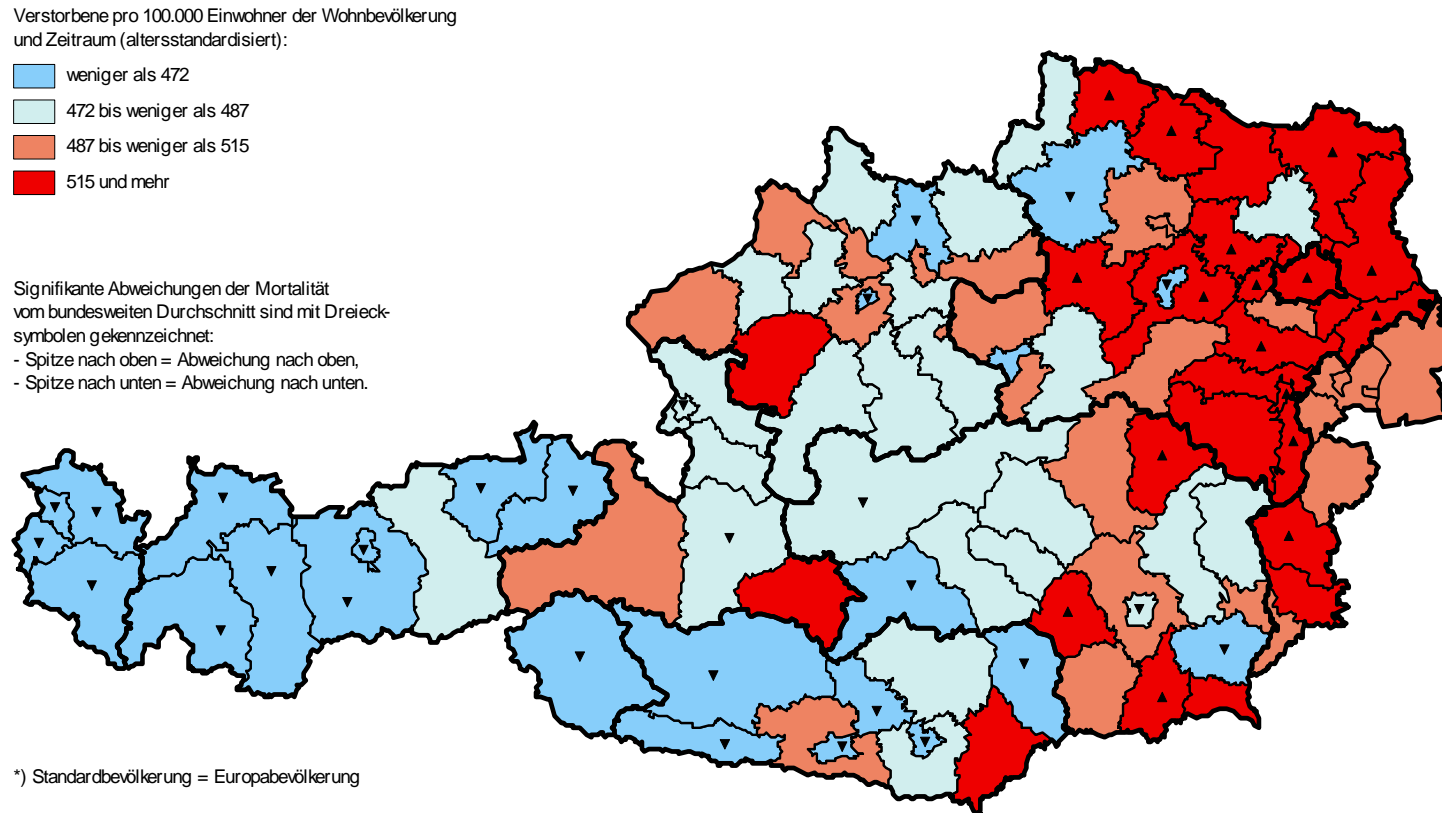 Verstorbene pro 100.000 Einwohner der Wohnbevölkerung
und Zeitraum (altersstandardisiert):
weniger als 472
472 bis weniger als 487
487 bis weniger als 515
515 und mehr
Signifikante Abweichungen der Mortalität
vom bundesweiten Durchschnitt sind mit Dreieck-
symbolen gekennzeichnet:
- Spitze nach oben = Abweichung nach oben,
- Spitze nach unten = Abweichung nach unten.
*) Standardbevölkerung = Europabevölkerung